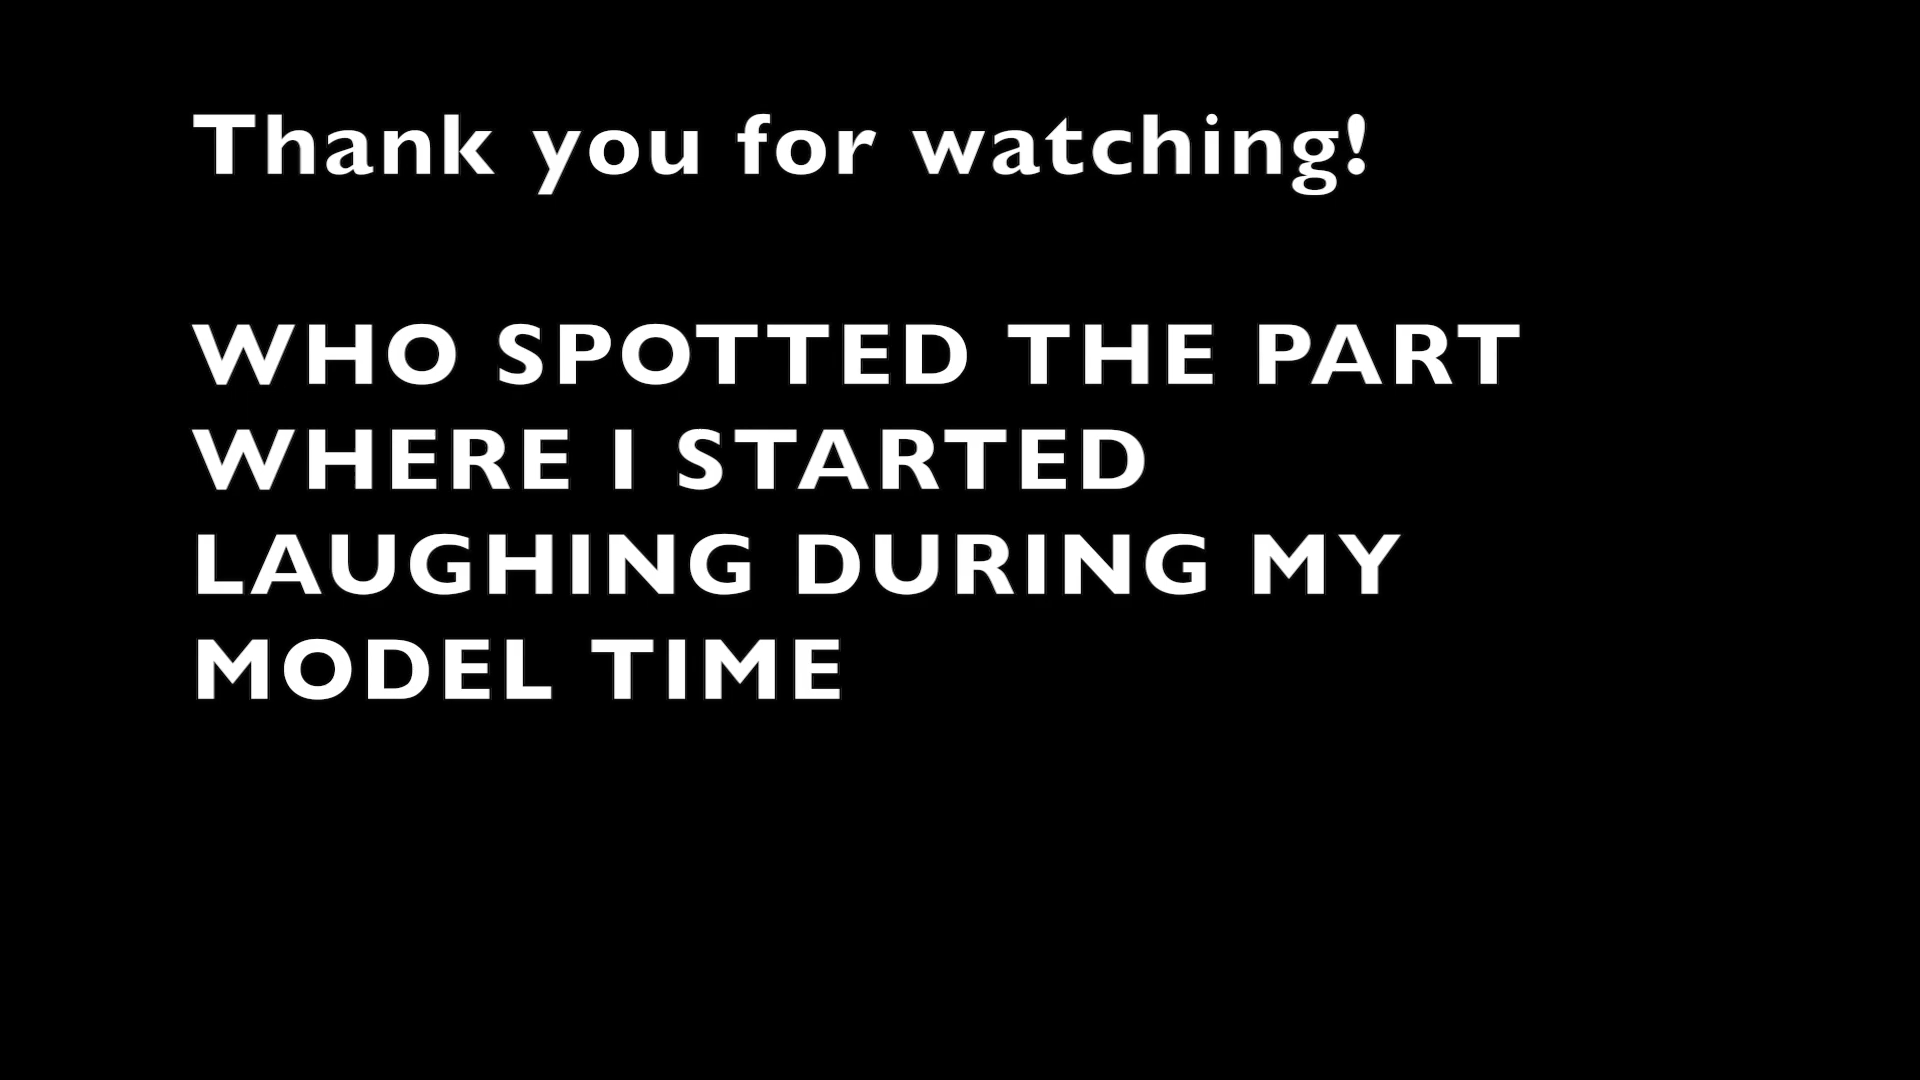 Thank you for watching!
WHO SPOTTED THE PART
WHERE I STARTED
LAUGHING DURING MY
MODEL TIME